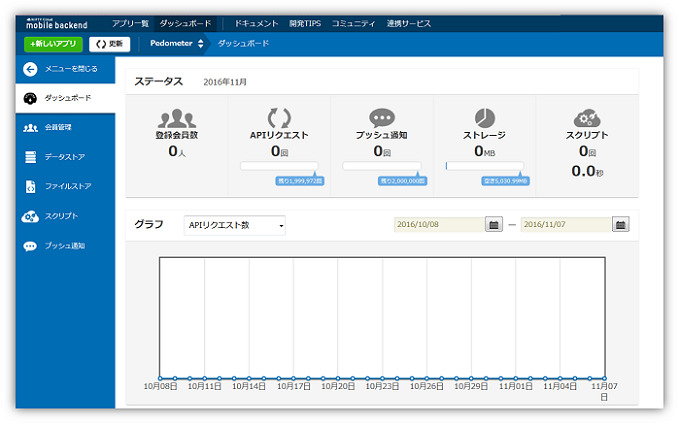 mobile backend
アプリ一覧 ダッシュボード ドキュメント 開発TIPS コミュニティ 連携サービス
+新しいアプリ 更新 Pedometer ダッシュボード
メニューを閉じる
ダッシュボード
会員管理
データストア
ファイルストア
スクリプト
プッシュ通知
ステータス 2016年11月
登録会員数 APIリクエスト プッシュ通知 ストレージ スクリプト
0人 0回 0回 0MB 0回
0.0秒
残り1,999,972回 残り2,000,000回 空き5,030.99MB
グラフ APIリクエスト数 2016/10/08 — 2016/11/07
10月08日 10月11日 10月14日 10月17日 10月20日 10月23日 10月26日 10月29日 11月01日 11月04日 11月07日